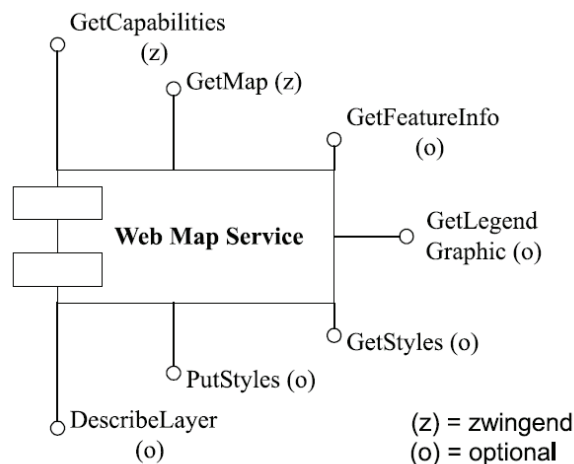 GetCapabilities
(z)
GetMap (z)
GetFeatureInfo
(o)
Web Map Service
GetLegend
Graphic (o)
GetStyles (o)
PutStyles (o)
DescribeLayer
(o)
(z) = zwingend
(o) = optional